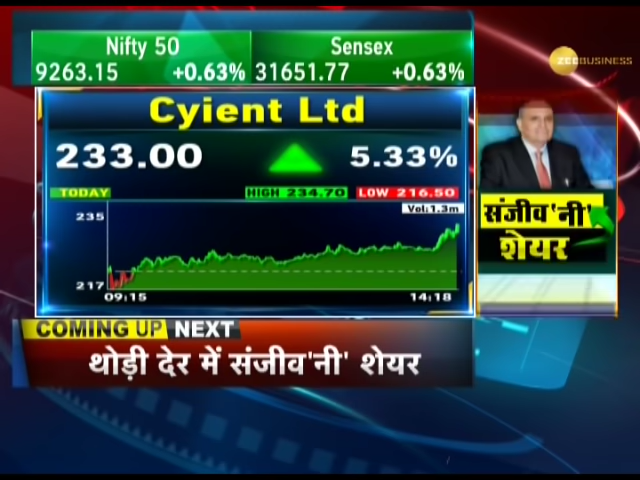 Nifty 50
9263.15 +0.63%
Sensex
31651.77 +0.63%
ZEEBUSINESS
Cyient Ltd
233.00 5.33%
TODAY HIGH 234.70 LOW 216.50
Vol:1.3m
235
217
09:15 14:18
संजीव'नी'
शेयर
COMING UP NEXT
थोड़ी देर में संजीव'नी' शेयर